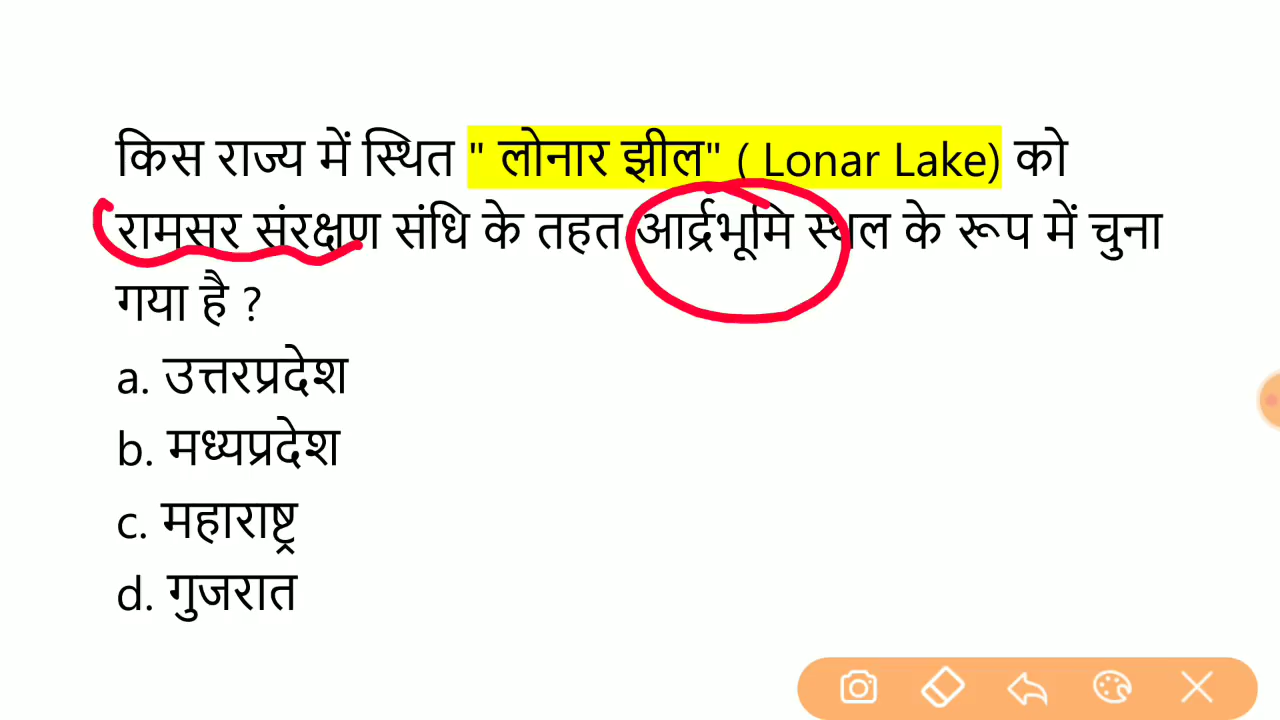 किस राज्य में स्थित " लोनार झील" ( Lonar Lake) को
रामसर संरक्षण संधि के तहत आर्द्रभूमि स्थल के रूप में चुना
गया है ?
a. उत्तरप्रदेश
b. मध्यप्रदेश
c. महाराष्ट्र
d. गुजरात